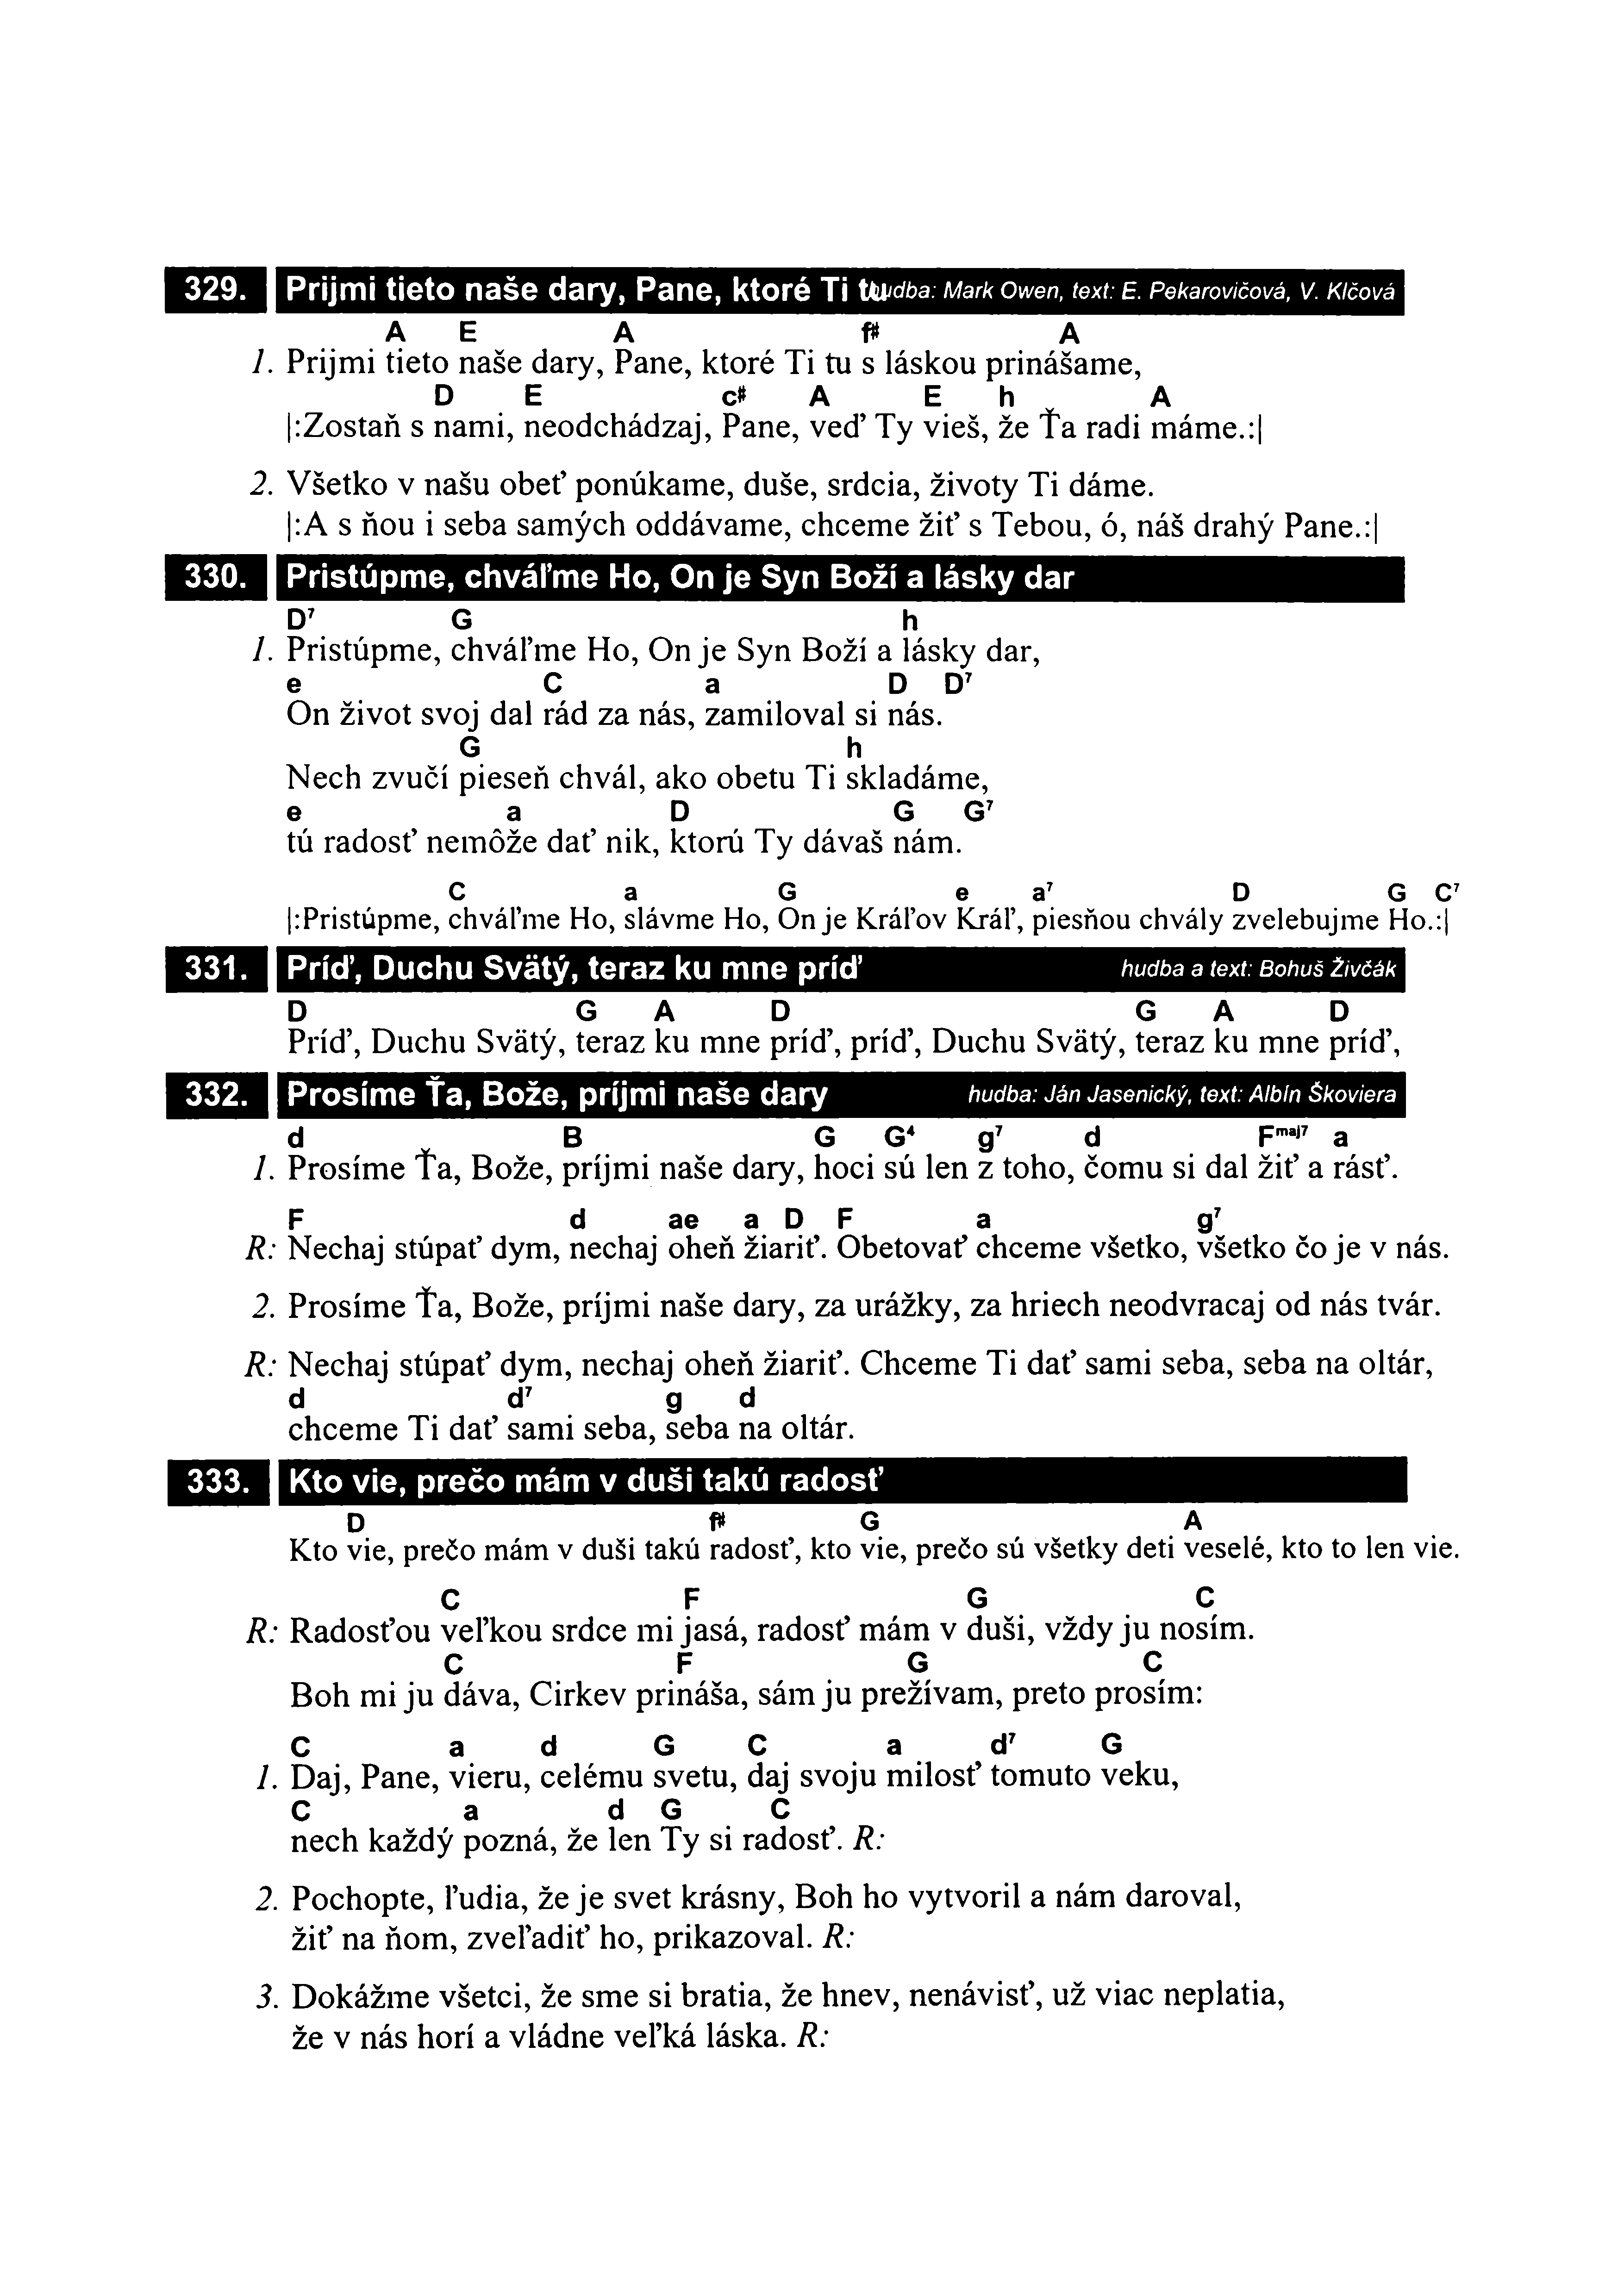 329. Prijmi tieto naše dary, Pane, ktoré Ti tu hudba: Mark Owen, text: E. Pekarovičová, V. Klčová
A E A f# A
1. Prijmi tieto naše dary, Pane, ktoré Ti tu s láskou prinášame,
D E c# A E h A
|:Zostaň s nami, neodchádzaj, Pane, veď Ty vieš, že Ťa radi máme.:|
2. Všetko v našu obeť ponúkame, duše, srdcia, životy Ti dáme.
|:A s ňou i seba samých oddávame, chceme žiť s Tebou, ó, náš drahý Pane.:|
330. Pristúpme, chváľme Ho, On je Syn Boží a lásky dar
D⁷ G h
1. Pristúpme, chváľme Ho, On je Syn Boží a lásky dar,
e C a D D⁷
On život svoj dal rád za nás, zamiloval si nás.
G h
Nech zvučí pieseň chvál, ako obetu Ti skladáme,
e a D G G⁷
tú radosť nemôže dať nik, ktorú Ty dávaš nám.
C a G e a⁷ D G C⁷
|:Pristúpme, chváľme Ho, slávme Ho, On je Kráľov Kráľ, piesňou chvály zvelebujme Ho.:|
331. Príď, Duchu Svätý, teraz ku mne príď hudba a text: Bohuš Živčák
D G A D G A D
Príď, Duchu Svätý, teraz ku mne príď, príď, Duchu Svätý, teraz ku mne príď,
332. Prosíme Ťa, Bože, príjmi naše dary hudba: Ján Jasenický, text: Albín Škoviera
d B G G⁴ g⁷ d Fmaj7 a
1. Prosíme Ťa, Bože, príjmi naše dary, hoci sú len z toho, čomu si dal žiť a rásť.
F d ae a D F a g⁷
R: Nechaj stúpať dym, nechaj oheň žiariť. Obetovať chceme všetko, všetko čo je v nás.
2. Prosíme Ťa, Bože, príjmi naše dary, za urážky, za hriech neodvracaj od nás tvár.
R: Nechaj stúpať dym, nechaj oheň žiariť. Chceme Ti dať sami seba, seba na oltár,
d d⁷ g d
chceme Ti dať sami seba, seba na oltár.
333. Kto vie, prečo mám v duši takú radosť
D f# G A
Kto vie, prečo mám v duši takú radosť, kto vie, prečo sú všetky deti veselé, kto to len vie.
C F G C
R: Radosťou veľkou srdce mi jasá, radosť mám v duši, vždy ju nosím.
C F G C
Boh mi ju dáva, Cirkev prináša, sám ju prežívam, preto prosím:
C a d G C a d⁷ G
1. Daj, Pane, vieru, celému svetu, daj svoju milosť tomuto veku,
C a d G C
nech každý pozná, že len Ty si radosť. R:
2. Pochopte, ľudia, že je svet krásny, Boh ho vytvoril a nám daroval,
žiť na ňom, zveľadiť ho, prikazoval. R:
3. Dokážme všetci, že sme si bratia, že hnev, nenávisť, už viac neplatia,
že v nás horí a vládne veľká láska. R: